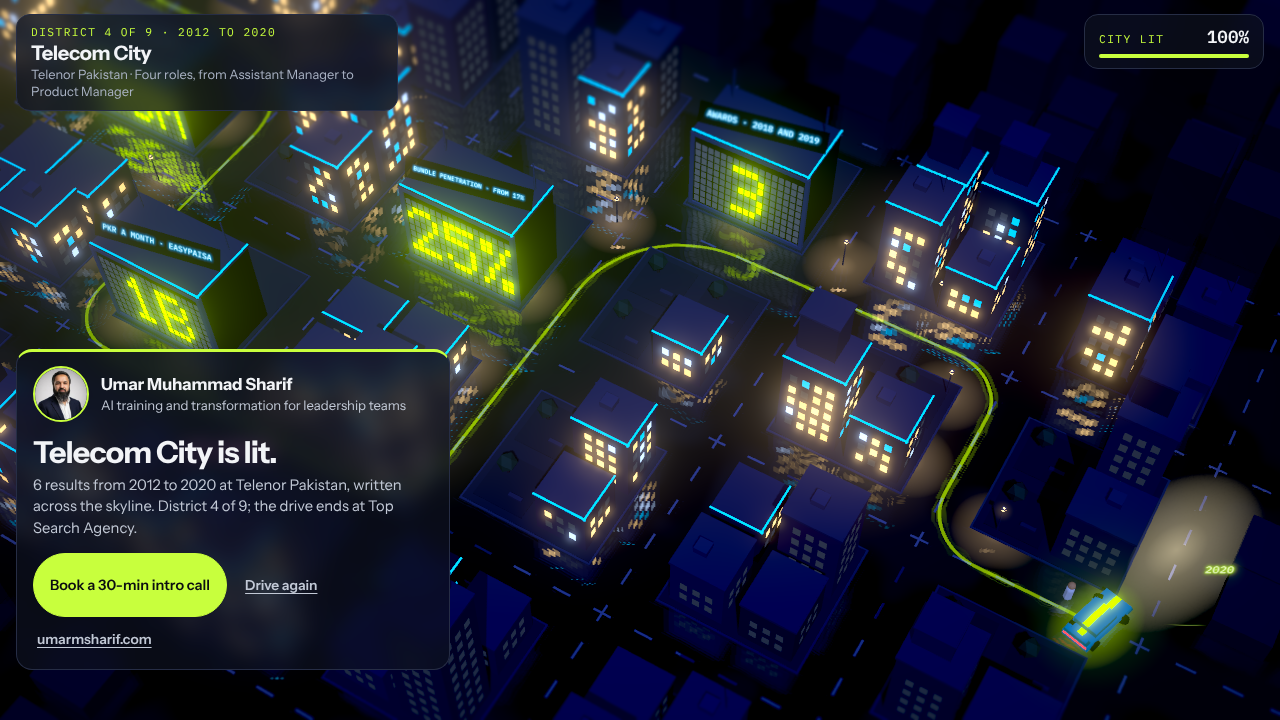 DISTRICT 4 OF 9 · 2012 TO 2020
Telecom City
Telenor Pakistan · Four roles, from Assistant Manager to
Product Manager
CITY LIT 100%
AWARDS · 2018 AND 2019
3
BUNDLE PENETRATION · FROM 17%
25%
PKR A MONTH · EASYPAISA
1B
2020
Umar Muhammad Sharif
AI training and transformation for leadership teams
Telecom City is lit.
6 results from 2012 to 2020 at Telenor Pakistan, written
across the skyline. District 4 of 9; the drive ends at Top
Search Agency.
Book a 30-min intro call
Drive again
umarmsharif.com